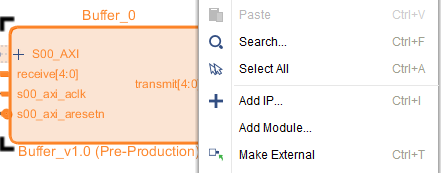 Buffer_0
S00_AXI
receive[4:0]
transmit[4:0
s00_axi_aclk
s00_axi_aresetn
Buffer_v1.0 (Pre-Production)
Paste Ctrl+V
Search... Ctrl+F
Select All Ctrl+A
Add IP... Ctrl+I
Add Module...
Make External Ctrl+T